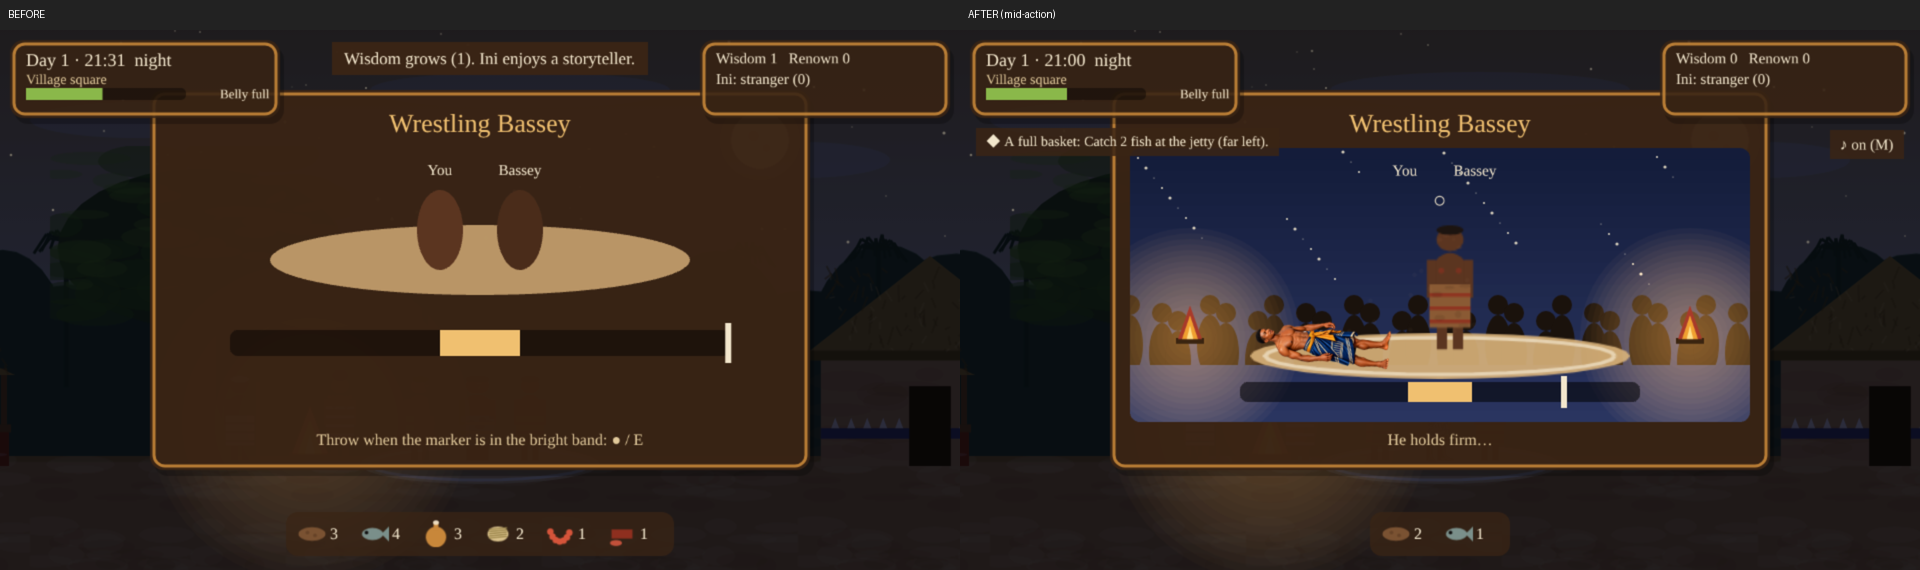 BEFORE
Day 1 · 21:31 night
Village square
Belly full
Wisdom grows (1). Ini enjoys a storyteller.
Wisdom 1 Renown 0
Ini: stranger (0)
Wrestling Bassey
You Bassey
Throw when the marker is in the bright band: ● / E
3 4 3 2 1 1
AFTER (mid-action)
Day 1 · 21:00 night
Village square
Belly full
Wisdom 0 Renown 0
Ini: stranger (0)
◆ A full basket: Catch 2 fish at the jetty (far left).
♪ on (M)
Wrestling Bassey
You Bassey
He holds firm…
2 1